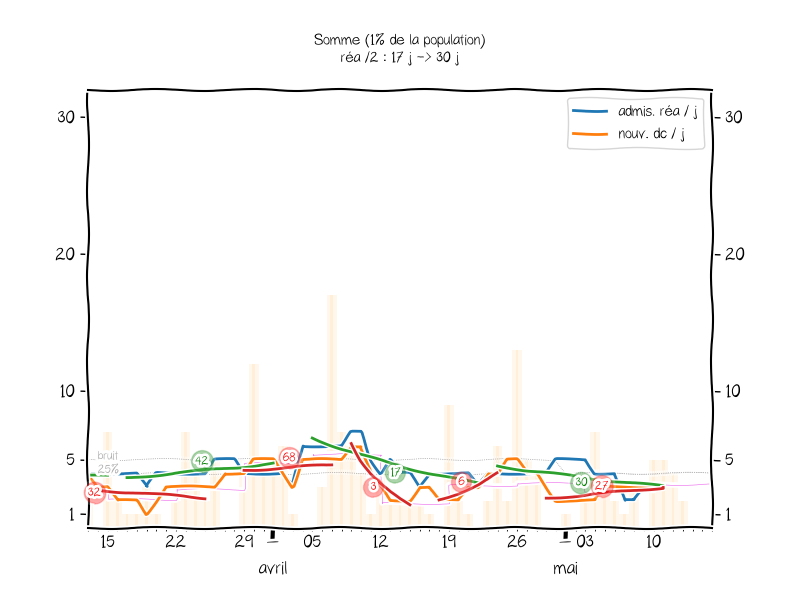 Somme (1% de la population)
réa /2 : 17 j -> 30 j
admis. réa / j
nouv. dc / j
30 30
20 20
10 10
5 5
1 1
bruit
25%
32 42 68 3 17 6 30 27
15 22 29 05 12 19 26 03 10
avril mai